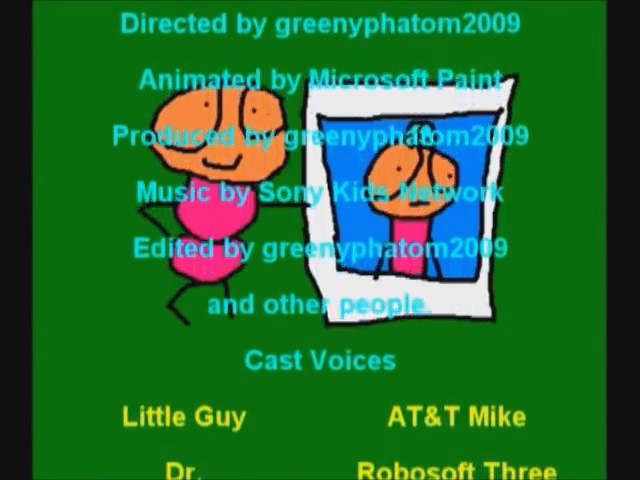 Directed by greenyphatom2009
Animated by Microsoft Paint
Produced by greenyphatom2009
Music by Sony Kids Network
Edited by greenyphatom2009
and other people.
Cast Voices
Little Guy AT&T Mike
Dr. Robosoft Three